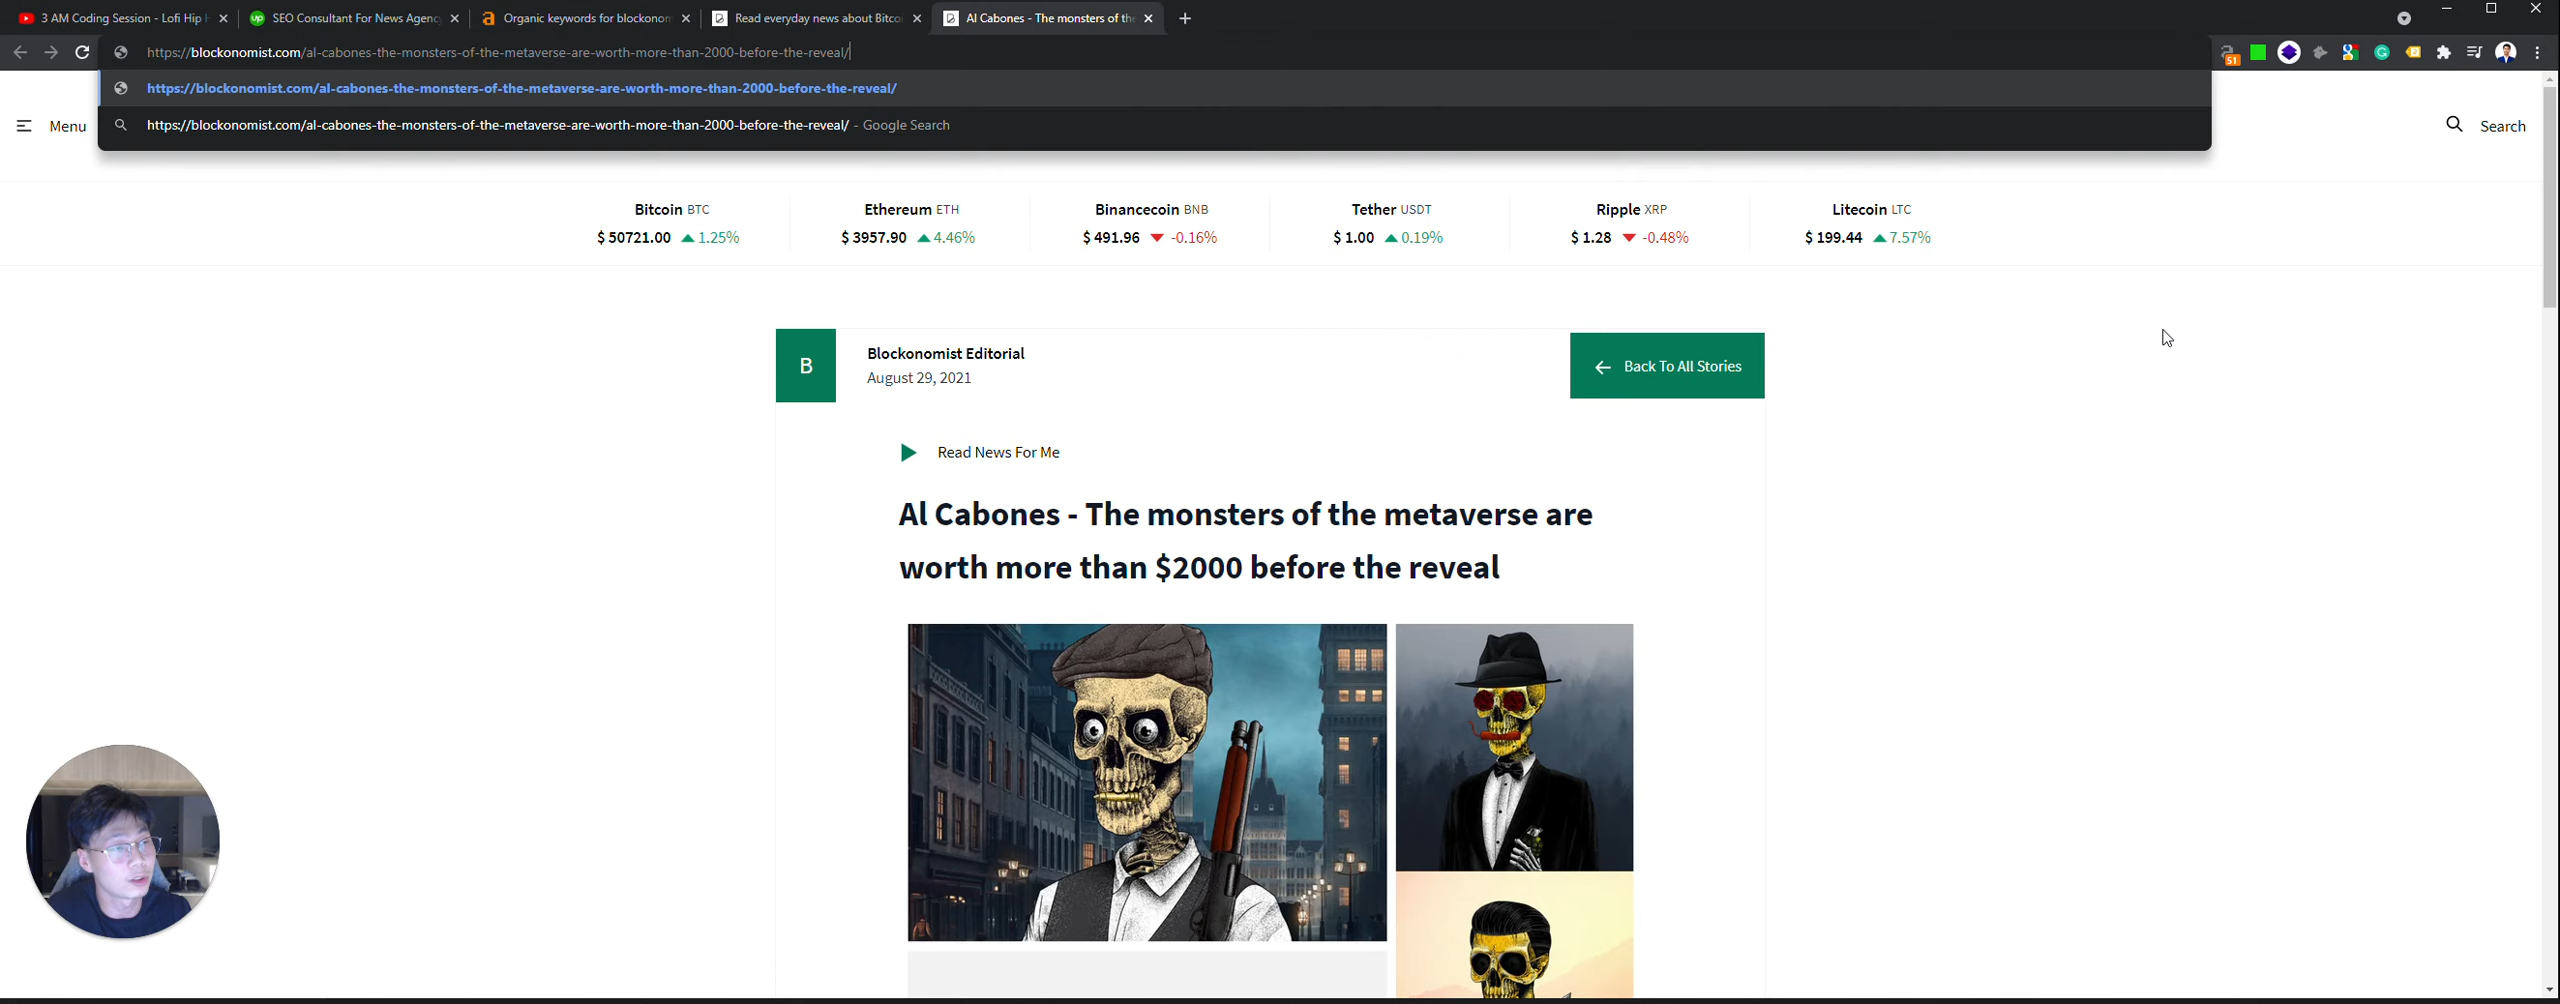 3 AM Coding Session - Lofi Hip H
SEO Consultant For News Agency
Organic keywords for blockonom
Read everyday news about Bitco
Al Cabones - The monsters of the
https://blockonomist.com/al-cabones-the-monsters-of-the-metaverse-are-worth-more-than-2000-before-the-reveal/
51
https://blockonomist.com/al-cabones-the-monsters-of-the-metaverse-are-worth-more-than-2000-before-the-reveal/
https://blockonomist.com/al-cabones-the-monsters-of-the-metaverse-are-worth-more-than-2000-before-the-reveal/ - Google Search
Menu
Search
Bitcoin BTC
$ 50721.00 ▲ 1.25%
Ethereum ETH
$ 3957.90 ▲ 4.46%
Binancecoin BNB
$ 491.96 ▼ -0.16%
Tether USDT
$ 1.00 ▲ 0.19%
Ripple XRP
$ 1.28 ▼ -0.48%
Litecoin LTC
$ 199.44 ▲ 7.57%
B
Blockonomist Editorial
August 29, 2021
← Back To All Stories
Read News For Me
Al Cabones - The monsters of the metaverse are
worth more than $2000 before the reveal